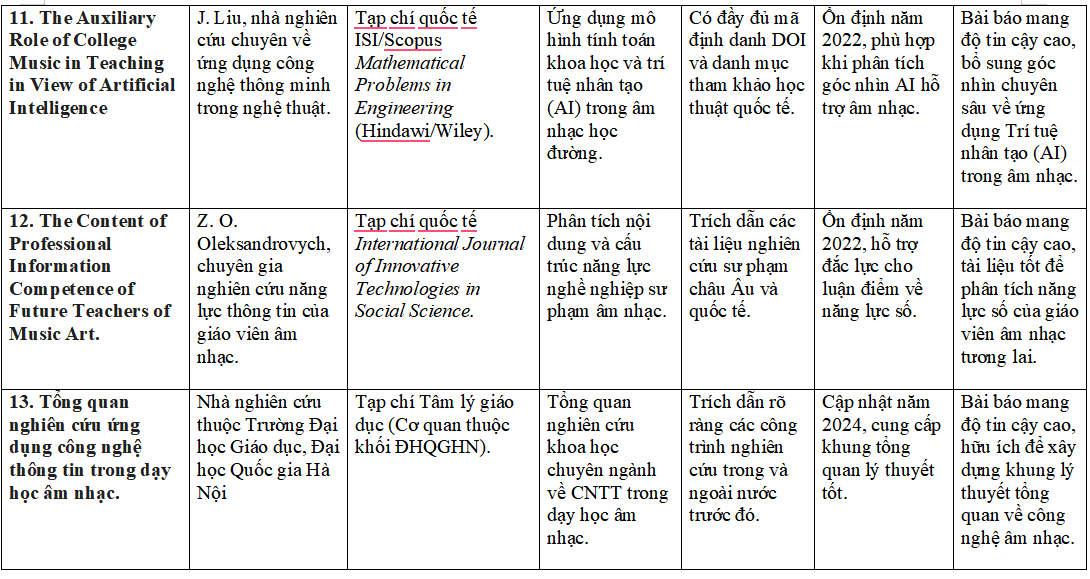 11. The Auxiliary
Role of College
Music in Teaching
in View of Artificial
Intelligence
J. Liu, nhà nghiên
cứu chuyên về
ứng dụng công
nghệ thông minh
trong nghệ thuật.
Tạp chí quốc tế
ISI/Scopus
Mathematical
Problems in
Engineering
(Hindawi/Wiley).
Ứng dụng mô
hình tính toán
khoa học và trí
tuệ nhân tạo
(AI) trong âm
nhạc học
đường.
Có đầy đủ mã
định danh DOI
và danh mục
tham khảo học
thuật quốc tế.
Ổn định năm
2022, phù hợp
khi phân tích
góc nhìn AI hỗ
trợ âm nhạc.
Bài báo mang
độ tin cậy cao,
bổ sung góc
nhìn chuyên
sâu về ứng
dụng Trí tuệ
nhân tạo (AI)
trong âm nhạc.
12. The Content of
Professional
Information
Competence of
Future Teachers of
Music Art.
Z. O.
Oleksandrovych,
chuyên gia
nghiên cứu năng
lực thông tin của
giáo viên âm
nhạc.
Tạp chí quốc tế
International Journal
of Innovative
Technologies in
Social Science.
Phân tích nội
dung và cấu
trúc năng lực
nghề nghiệp sư
phạm âm nhạc.
Trích dẫn các
tài liệu nghiên
cứu sư phạm
châu Âu và
quốc tế.
Ổn định năm
2022, hỗ trợ
đắc lực cho
luận điểm về
năng lực số.
Bài báo mang
độ tin cậy cao,
tài liệu tốt để
phân tích năng
lực số của giáo
viên âm nhạc
tương lai.
13. Tổng quan
nghiên cứu ứng
dụng công nghệ
thông tin trong dạy
học âm nhạc.
Nhà nghiên cứu
thuộc Trường Đại
học Giáo dục, Đại
học Quốc gia Hà
Nội
Tạp chí Tâm lý giáo
dục (Cơ quan thuộc
khối ĐHQGHN).
Tổng quan
nghiên cứu
khoa học
chuyên ngành
về CNTT trong
dạy học âm
nhạc.
Trích dẫn rõ
ràng các công
trình nghiên
cứu trong và
ngoài nước
trước đó.
Cập nhật năm
2024, cung cấp
khung tổng
quan lý thuyết
tốt.
Bài báo mang
độ tin cậy cao,
hữu ích để xây
dựng khung lý
thuyết tổng
quan về công
nghệ âm nhạc.